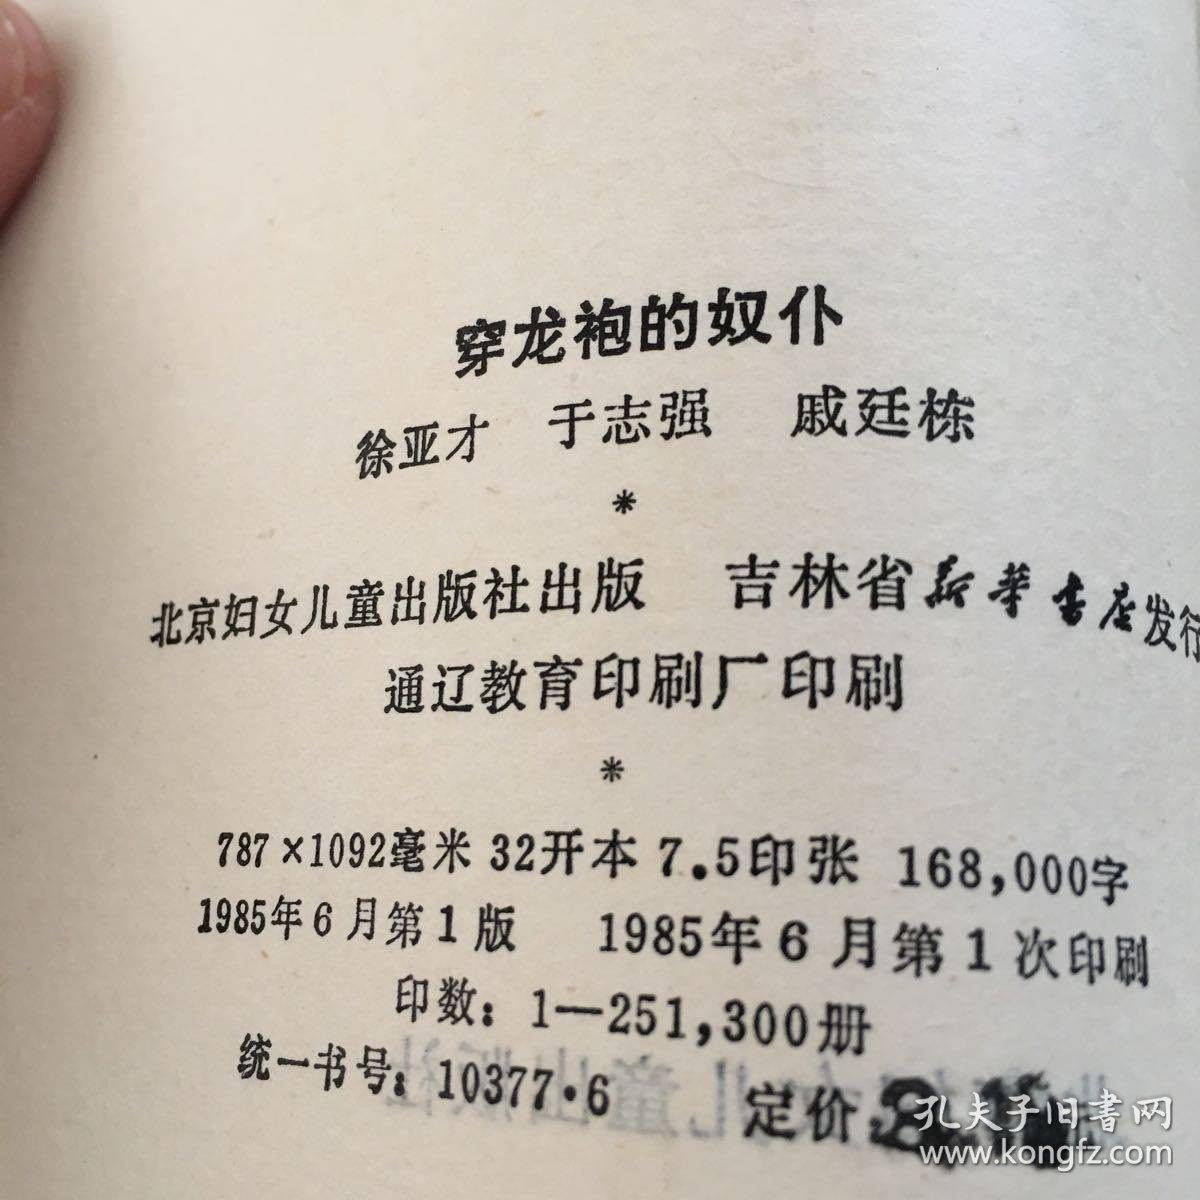 穿龙袍的奴仆
徐亚才 于志强 戚廷栋
*
北京妇女儿童出版社出版 吉林省新华书店发行
通辽教育印刷厂印刷
*
787×1092毫米 32开本 7.5印张 168,000字
1985年6月第1版 1985年6月第1次印刷
印数：1—251,300册
统一书号：10377·6 定价
孔夫子旧书网
www.kongfz.com